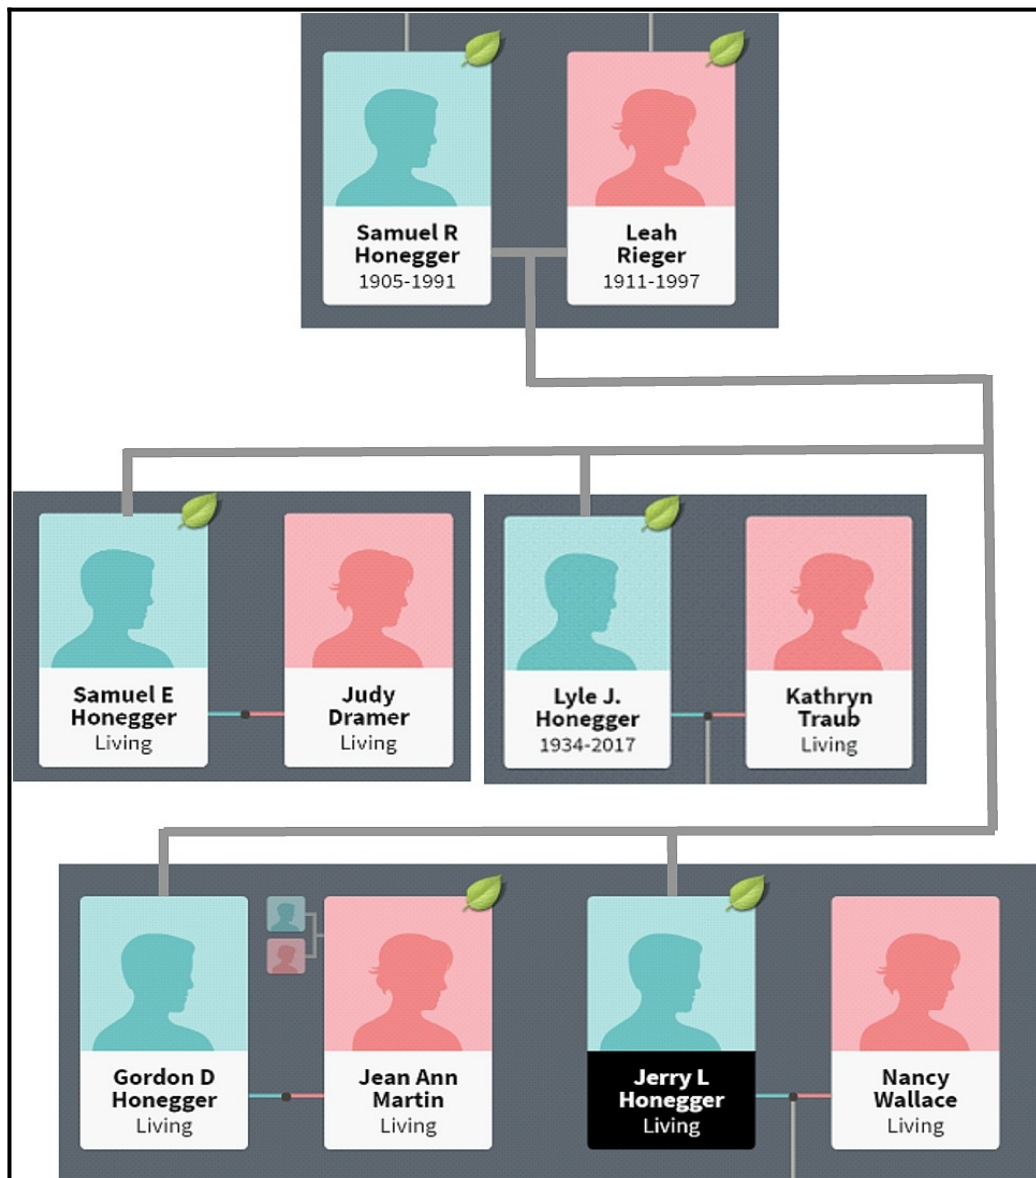 Samuel R
Honegger
1905-1991
Leah
Rieger
1911-1997
Samuel E
Honegger
Living
Judy
Dramer
Living
Lyle J.
Honegger
1934-2017
Kathryn
Traub
Living
Gordon D
Honegger
Living
Jean Ann
Martin
Living
Jerry L
Honegger
Living
Nancy
Wallace
Living